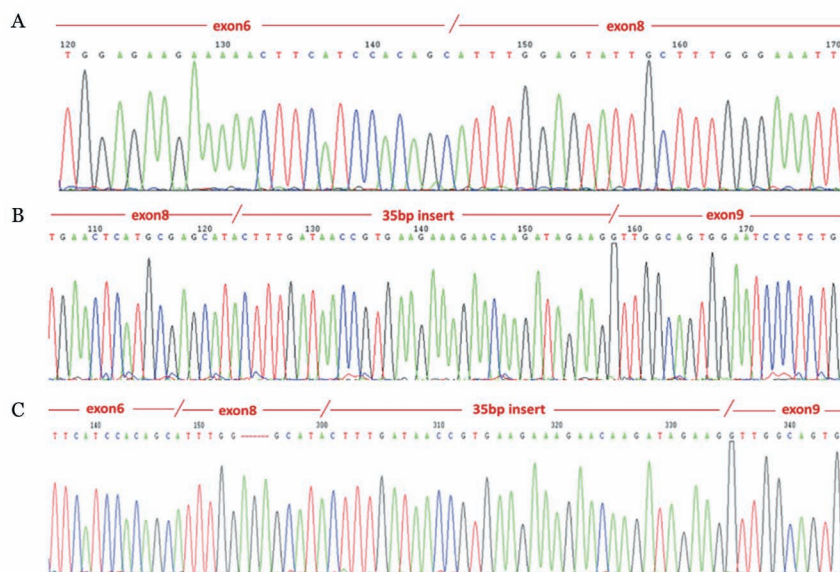 A
exon6 / exon8
120 130 140 150 160 170
T G G A G A A G A A A A C T T C A T C C A C A G C A T T T G G A G T A T T G C T T T G G G A A A T T
B
exon8 / 35bp insert / exon9
110 120 130 140 150 160 170
T G A A C T C A T G C G A G C A T A C T T T G A T A A C C G T G A A G A A A G A A C A A G A T A G A A G G T T G G C A G T G G A A T C C C T C T G
C
exon6 / exon8 / 35bp insert / exon9
140 150 300 310 320 330 340
T T C A T C C A C A G C A T T T G G ------ G C A T A C T T T G A T A A C C G T G A A G A A A G A A C A A G A T A G A A G G T T G G C A G T G